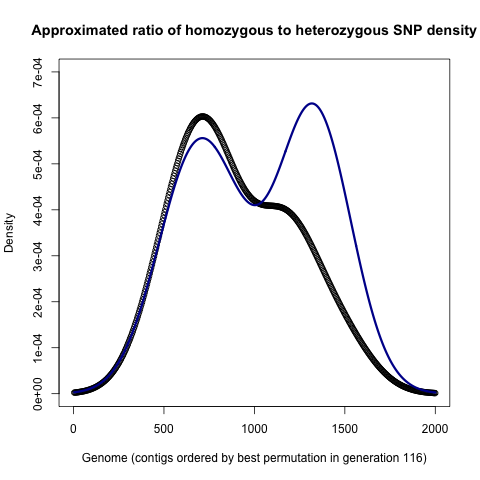 Approximated ratio of homozygous to heterozygous SNP density
7e-04
6e-04
5e-04
4e-04
3e-04
2e-04
1e-04
0e+00
Density
0 500 1000 1500 2000
Genome (contigs ordered by best permutation in generation 116)